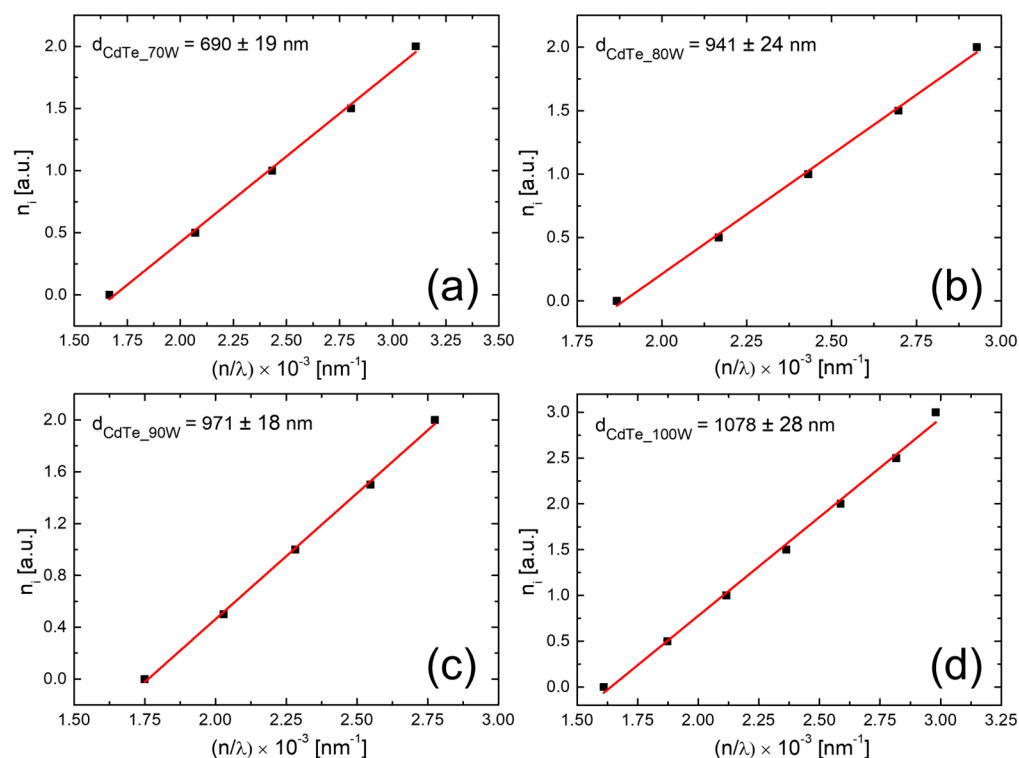 d_CdTe_70W = 690 ± 19 nm
2.0
1.5
1.0
0.5
0.0
n_i [a.u.]
(a)
1.50 1.75 2.00 2.25 2.50 2.75 3.00 3.25 3.50
(n/λ) × 10^-3 [nm^-1]
d_CdTe_80W = 941 ± 24 nm
2.0
1.5
1.0
0.5
0.0
n_i [a.u.]
(b)
1.75 2.00 2.25 2.50 2.75 3.00
(n/λ) × 10^-3 [nm^-1]
d_CdTe_90W = 971 ± 18 nm
2.0
1.6
1.2
0.8
0.4
0.0
n_i [a.u.]
(c)
1.50 1.75 2.00 2.25 2.50 2.75 3.00
(n/λ) × 10^-3 [nm^-1]
d_CdTe_100W = 1078 ± 28 nm
3.0
2.5
2.0
1.5
1.0
0.5
0.0
n_i [a.u.]
(d)
1.50 1.75 2.00 2.25 2.50 2.75 3.00 3.25
(n/λ) × 10^-3 [nm^-1]